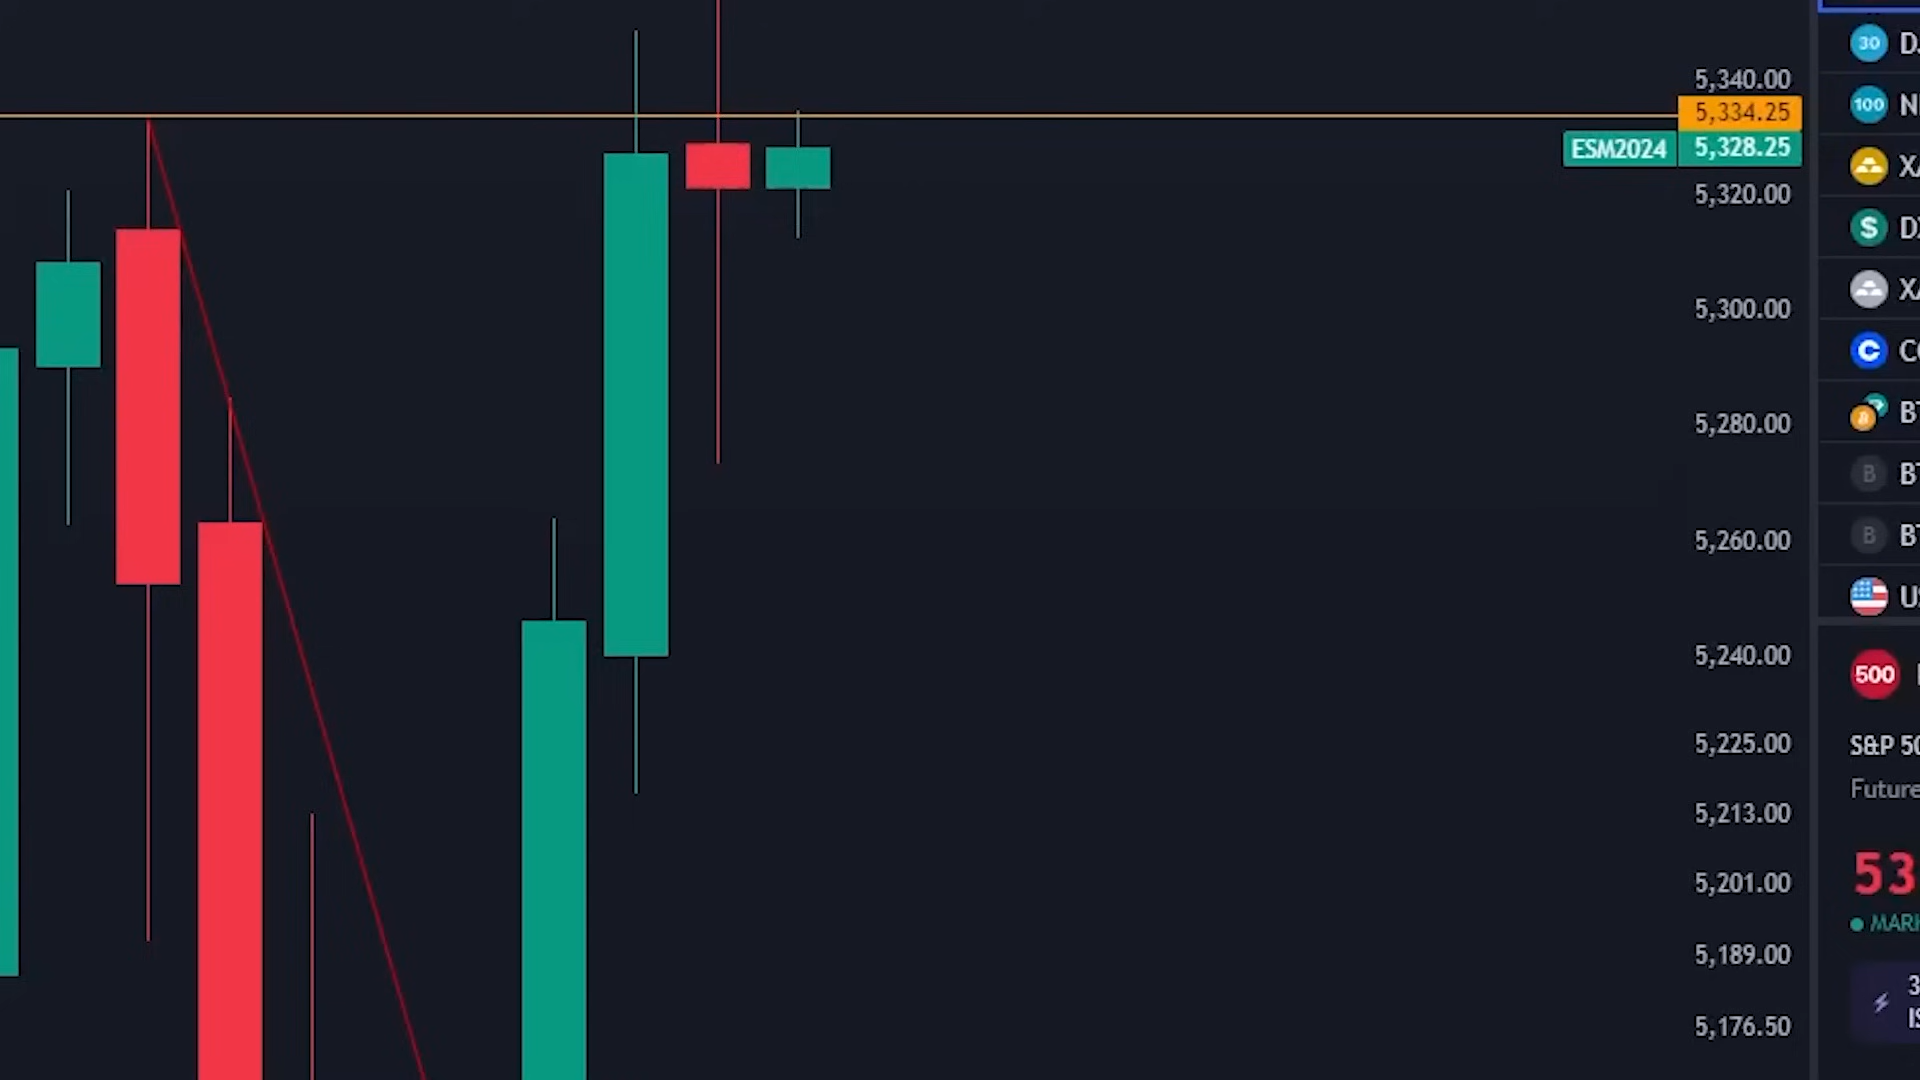 5,340.00
5,334.25
ESM2024 5,328.25
5,320.00
5,300.00
5,280.00
5,260.00
5,240.00
5,225.00
5,213.00
5,201.00
5,189.00
5,176.50
30
100 N
S
C
B
B
500
S&P 50
Future
53
MAR
3